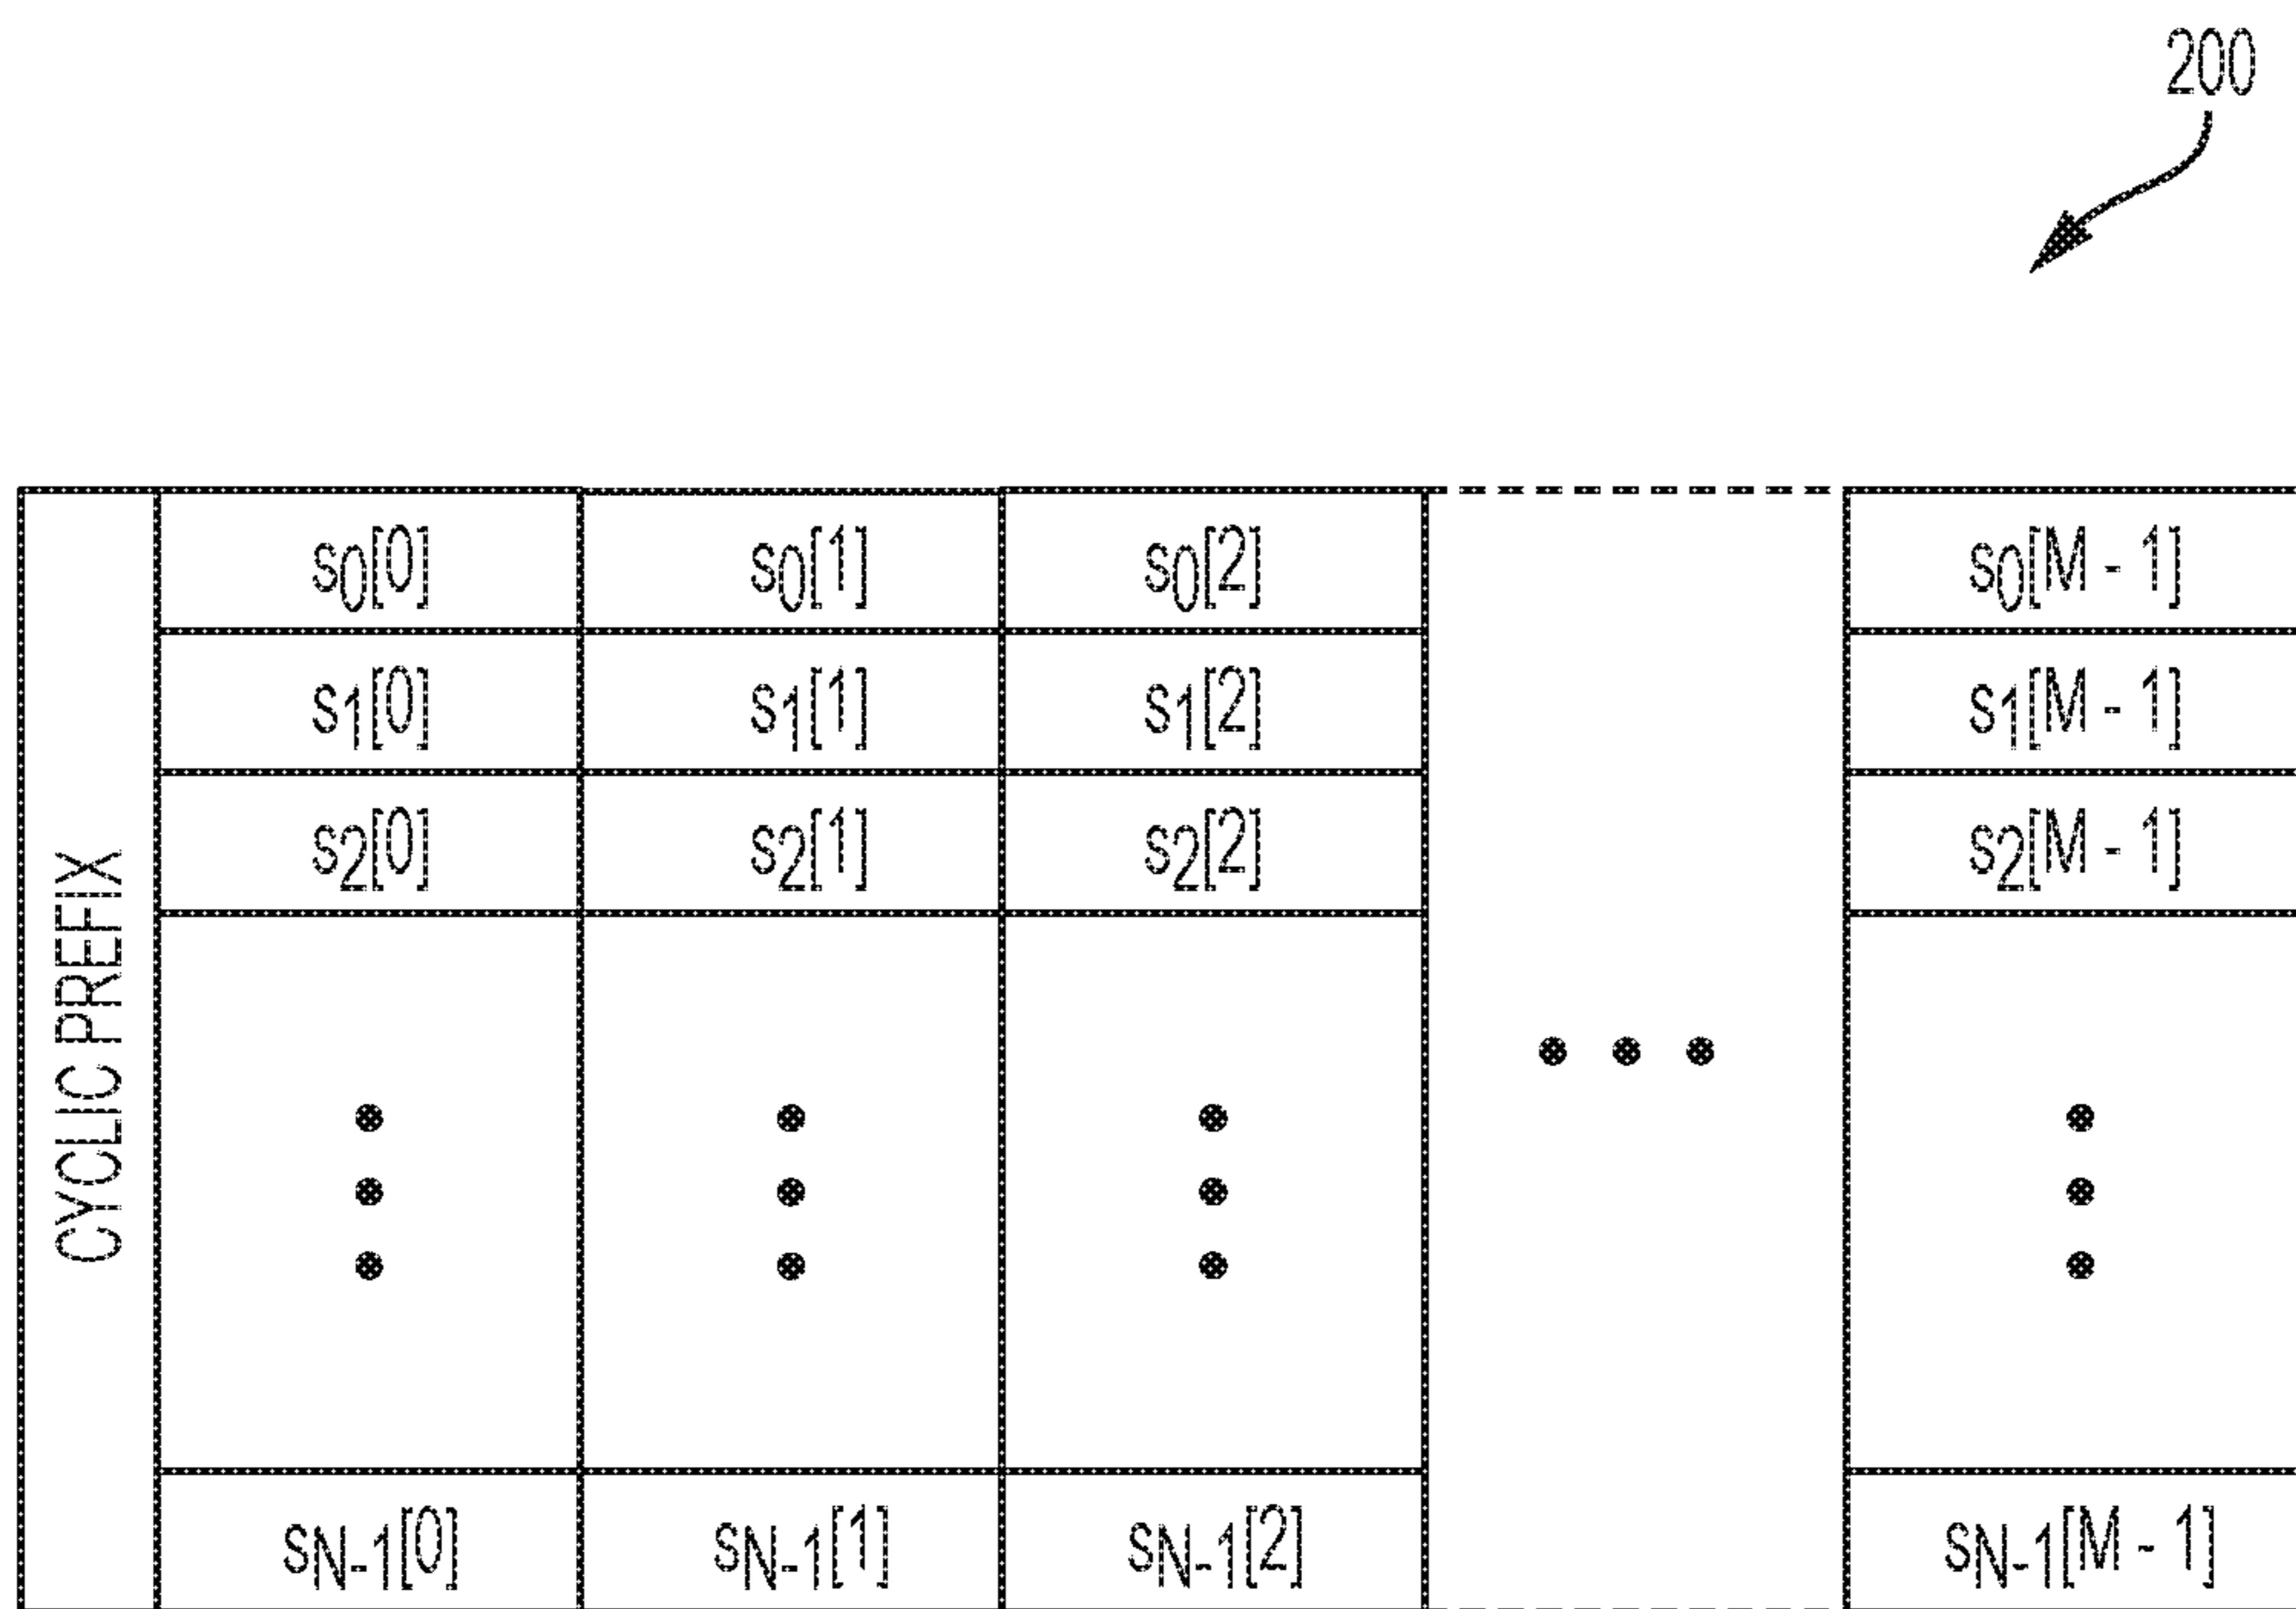 200
CYCLIC PREFIX
s0[0] s0[1] s0[2] s0[M - 1]
s1[0] s1[1] s1[2] s1[M - 1]
s2[0] s2[1] s2[2] s2[M - 1]
sN-1[0] sN-1[1] sN-1[2] sN-1[M - 1]